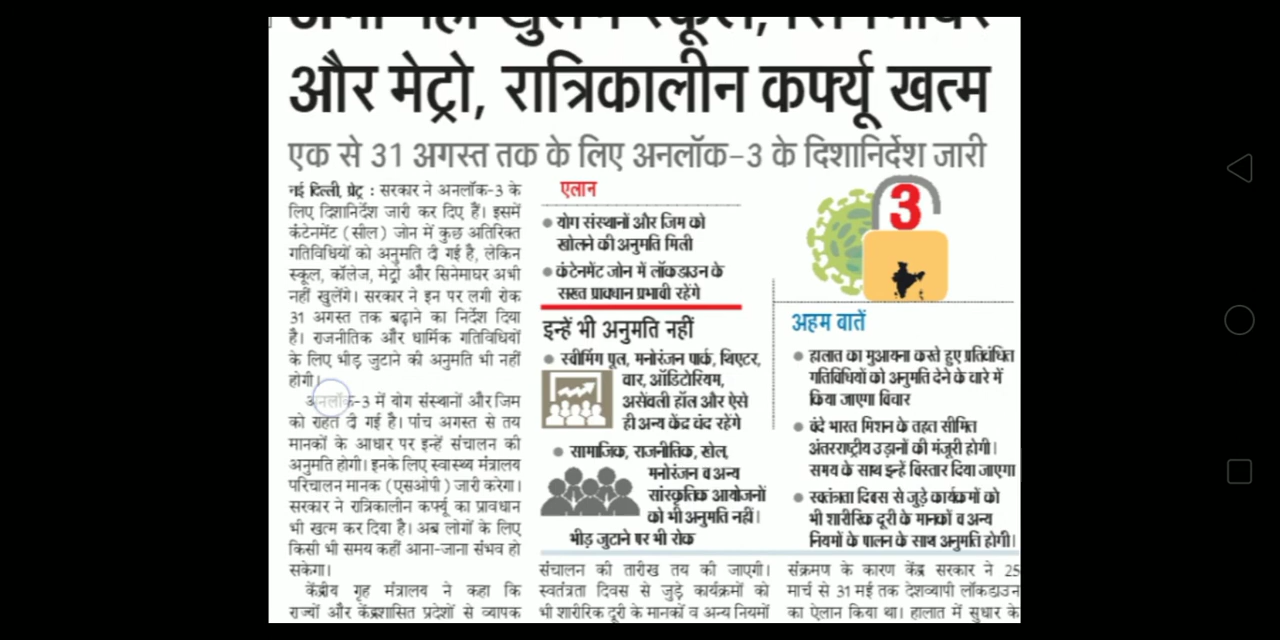 और मेट्रो, रात्रिकालीन कर्फ्यू खत्म
एक से 31 अगस्त तक के लिए अनलॉक-3 के दिशानिर्देश जारी
नई दिल्ली, प्रेट्र : सरकार ने अनलॉक-3 के
लिए दिशानिर्देश जारी कर दिए हैं। इसमें
कंटेनमेंट (सील) जोन में कुछ अतिरिक्त
गतिविधियों को अनुमति दी गई है, लेकिन
स्कूल, कॉलेज, मेट्रो और सिनेमाघर अभी
नहीं खुलेंगे। सरकार ने इन पर लगी रोक
31 अगस्त तक बढ़ाने का निर्देश दिया
है। राजनीतिक और धार्मिक गतिविधियों
के लिए भीड़ जुटाने की अनुमति भी नहीं
होगी।
अनलॉक-3 में योग संस्थानों और जिम
को राहत दी गई है। पांच अगस्त से तय
मानकों के आधार पर इन्हें संचालन की
अनुमति होगी। इनके लिए स्वास्थ्य मंत्रालय
परिचालन मानक (एसओपी) जारी करेगा।
सरकार ने रात्रिकालीन कर्फ्यू का प्रावधान
भी खत्म कर दिया है। अब लोगों के लिए
किसी भी समय कहीं आना-जाना संभव हो
सकेगा।
केंद्रीय गृह मंत्रालय ने कहा कि
राज्यों और केंद्रशासित प्रदेशों से व्यापक
एलान
योग संस्थानों और जिम को
खोलने की अनुमति मिली
कंटेनमेंट जोन में लॉकडाउन के
सख्त प्रावधान प्रभावी रहेंगे
इन्हें भी अनुमति नहीं
स्वीमिंग पूल, मनोरंजन पार्क, थिएटर,
बार, ऑडिटोरियम,
असेंबली हॉल और ऐसे
ही अन्य केंद्र बंद रहेंगे
सामाजिक, राजनीतिक, खेल,
मनोरंजन व अन्य
सांस्कृतिक आयोजनों
को भी अनुमति नहीं।
भीड़ जुटाने पर भी रोक
3
अहम बातें
हालात का मुआयना करते हुए प्रतिबंधित
गतिविधियों को अनुमति देने के बारे में
किया जाएगा विचार
वंदे भारत मिशन के तहत सीमित
अंतरराष्ट्रीय उड़ानों की मंजूरी होगी।
समय के साथ इन्हें विस्तार दिया जाएगा
स्वतंत्रता दिवस से जुड़े कार्यक्रमों को
भी शारीरिक दूरी के मानकों व अन्य
नियमों के पालन के साथ अनुमति होगी।
संचालन की तारीख तय की जाएगी।
स्वतंत्रता दिवस से जुड़े कार्यक्रमों को
भी शारीरिक दूरी के मानकों व अन्य नियमों
संक्रमण के कारण केंद्र सरकार ने 25
मार्च से 31 मई तक देशव्यापी लॉकडाउन
का ऐलान किया था। हालात में सुधार के